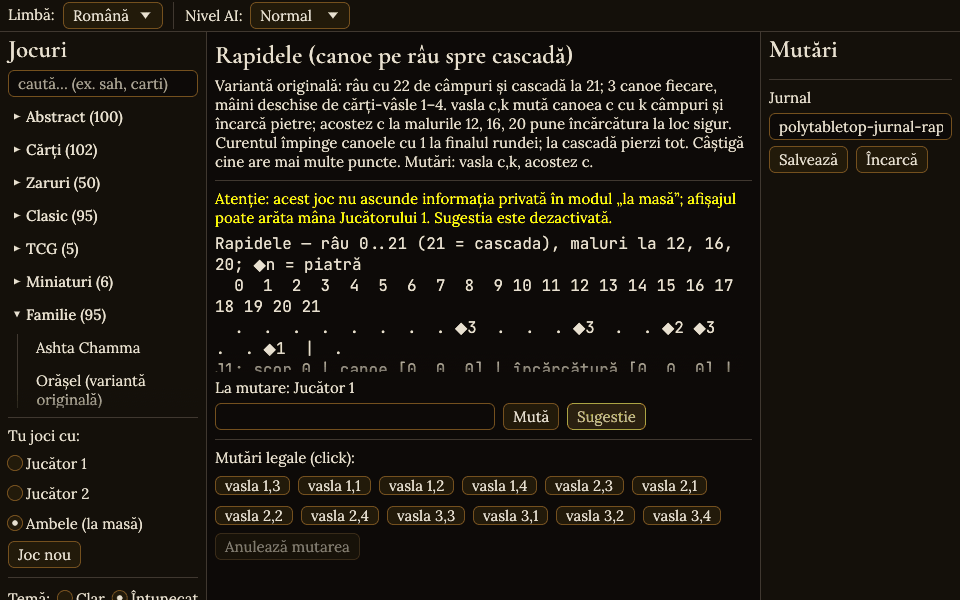 Limbă: Română ▼ Nivel AI: Normal ▼
Jocuri
caută... (ex. sah, carti)
▸ Abstract (100)
▸ Cărți (102)
▸ Zaruri (50)
▸ Clasic (95)
▸ TCG (5)
▸ Miniaturi (6)
▾ Familie (95)
Ashta Chamma
Orășel (variantă
originală)
Tu joci cu:
Jucător 1
Jucător 2
Ambele (la masă)
Joc nou
Temă: Clar Întunecat
Rapidele (canoe pe râu spre cascadă)
Variantă originală: râu cu 22 de câmpuri și cascadă la 21; 3 canoe fiecare,
mâini deschise de cărți-vâsle 1–4. vasla c,k mută canoea c cu k câmpuri și
încarcă pietre; acostez c la malurile 12, 16, 20 pune încărcătura la loc sigur.
Curentul împinge canoele cu 1 la finalul rundei; la cascadă pierzi tot. Câștigă
cine are mai multe puncte. Mutări: vasla c,k, acostez c.
Atenție: acest joc nu ascunde informația privată în modul „la masă”; afișajul
poate arăta mâna Jucătorului 1. Sugestia este dezactivată.
Rapidele — râu 0..21 (21 = cascada), maluri la 12, 16,
20; ◆n = piatră
0 1 2 3 4 5 6 7 8 9 10 11 12 13 14 15 16 17
18 19 20 21
. . . . . . . . ◆3 . . . ◆3 . . ◆2 ◆3
. . ◆1 | .
J1: scor 0 | canoe [0, 0, 0] | încărcătură [0, 0, 0] |
La mutare: Jucător 1
Mută Sugestie
Mutări legale (click):
vasla 1,3 vasla 1,1 vasla 1,2 vasla 1,4 vasla 2,3 vasla 2,1
vasla 2,2 vasla 2,4 vasla 3,3 vasla 3,1 vasla 3,2 vasla 3,4
Anulează mutarea
Mutări
Jurnal
polytabletop-jurnal-rap
Salvează Încarcă